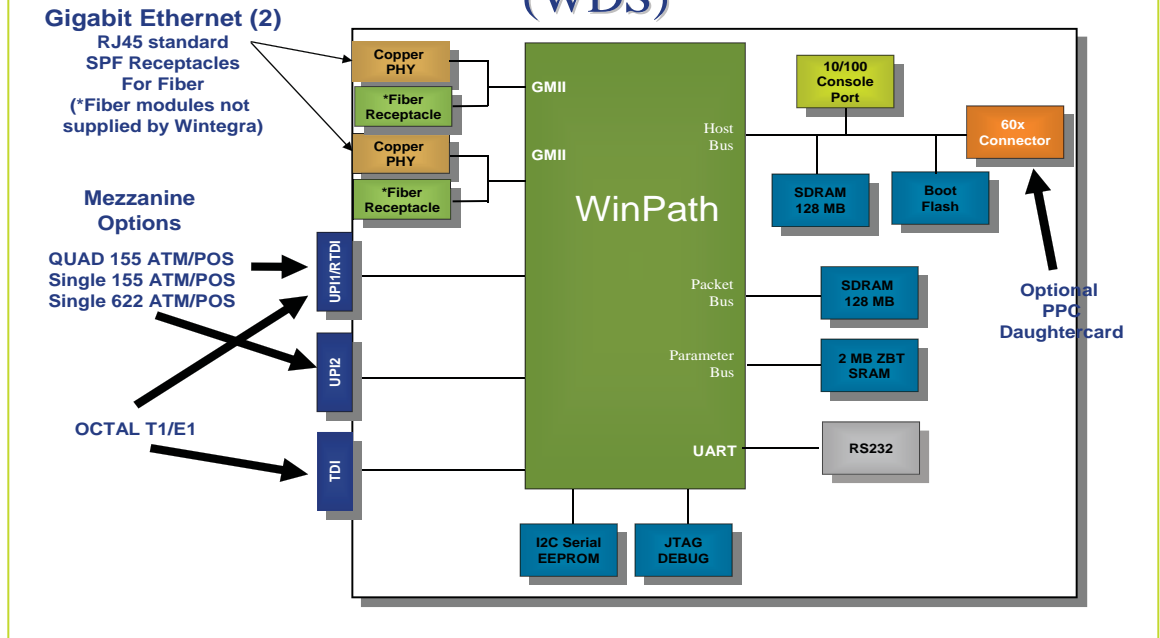 (WDS)
Gigabit Ethernet (2)
RJ45 standard
SPF Receptacles
For Fiber
(*Fiber modules not
supplied by Wintegra)
Mezzanine
Options
QUAD 155 ATM/POS
Single 155 ATM/POS
Single 622 ATM/POS
OCTAL T1/E1
Copper
PHY
*Fiber
Receptacle
Copper
PHY
*Fiber
Receptacle
UPI1/RTDI
UPI2
TDI
GMII
GMII
WinPath
Host
Bus
Packet
Bus
Parameter
Bus
UART
10/100
Console
Port
60x
Connector
SDRAM
128 MB
Boot
Flash
SDRAM
128 MB
2 MB ZBT
SRAM
RS232
Optional
PPC
Daughtercard
I2C Serial
EEPROM
JTAG
DEBUG